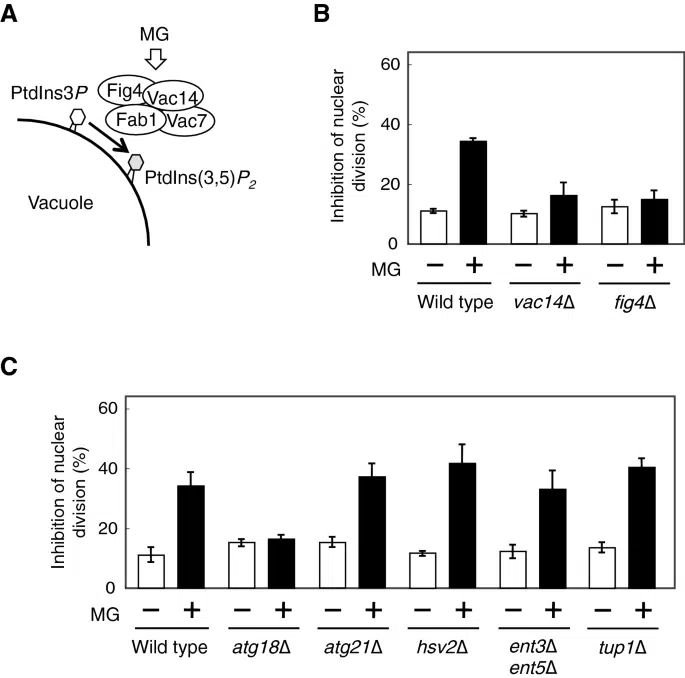 A
MG
PtdIns3P
Fig4
Vac14
Fab1
Vac7
PtdIns(3,5)P2
Vacuole
B
Inhibition of nuclear
division (%)
60
40
20
0
MG
− + − + − +
Wild type vac14Δ fig4Δ
C
Inhibition of nuclear
division (%)
60
40
20
0
MG
− + − + − + − + − + − +
Wild type atg18Δ atg21Δ hsv2Δ ent3Δ tup1Δ
ent5Δ